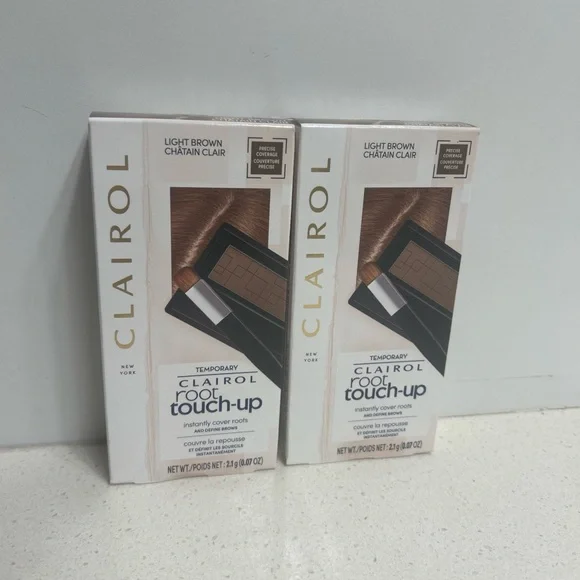 CLAIROL
NEW
YORK
LIGHT BROWN
CHÂTAIN CLAIR
PRECISE
COVERAGE
COUVERTURE
PRÉCISE
TEMPORARY
CLAIROL
root
touch-up
instantly cover roots
AND DEFINE BROWS
couvre la repousse
ET DÉFINIT LES SOURCILS
INSTANTANÉMENT
NET WT./POIDS NET : 2.1 g (0.07 OZ)
CLAIROL
NEW
YORK
LIGHT BROWN
CHÂTAIN CLAIR
PRECISE
COVERAGE
COUVERTURE
PRÉCISE
TEMPORARY
CLAIROL
root
touch-up
instantly cover roots
AND DEFINE BROWS
couvre la repousse
ET DÉFINIT LES SOURCILS
INSTANTANÉMENT
NET WT./POIDS NET : 2.1 g (0.07 OZ)